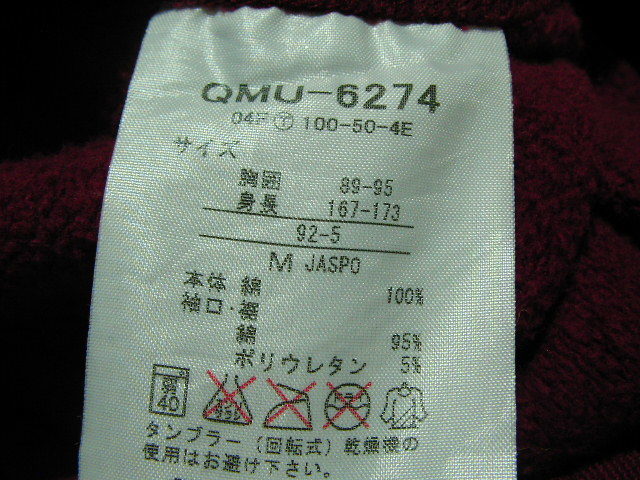 QMU-6274
04F Ⓣ 100-50-4E
サイズ
胸囲 89-95
身長 167-173
92-5
M JASPO
本体 綿 100%
袖口・裾
綿 95%
ポリウレタン 5%
弱 40
タンブラー(回転式)乾燥機の
使用はお避け下さい。